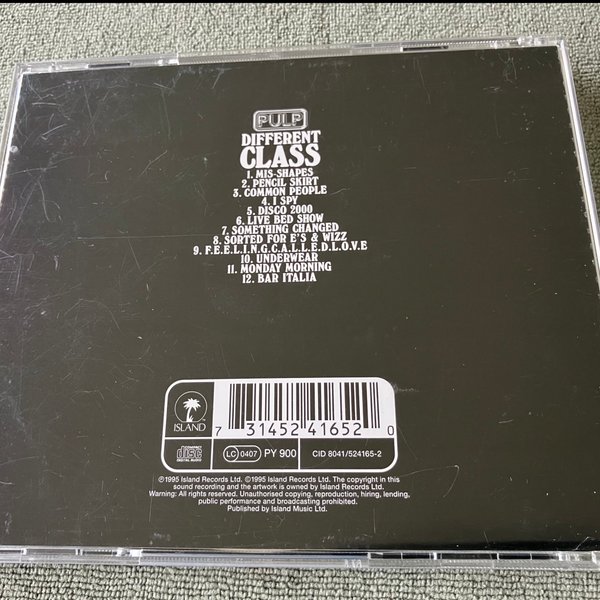 PULP
DIFFERENT
CLASS
1. MIS-SHAPES
2. PENCIL SKIRT
3. COMMON PEOPLE
4. I SPY
5. DISCO 2000
6. LIVE BED SHOW
7. SOMETHING CHANGED
8. SORTED FOR E'S & WIZZ
9. F.E.E.L.I.N.G.C.A.L.L.E.D.L.O.V.E
10. UNDERWEAR
11. MONDAY MORNING
12. BAR ITALIA
ISLAND
7 31452 41652 0
COMPACT
disc
DIGITAL AUDIO
LC 0407 PY 900 CID 8041/524165-2
℗1995 Island Records Ltd. ©1995 Island Records Ltd. The copyright in this
sound recording and the artwork is owned by Island Records Ltd.
Warning: All rights reserved. Unauthorised copying, reproduction, hiring, lending,
public performance and broadcasting prohibited.
Published by Island Music Ltd.